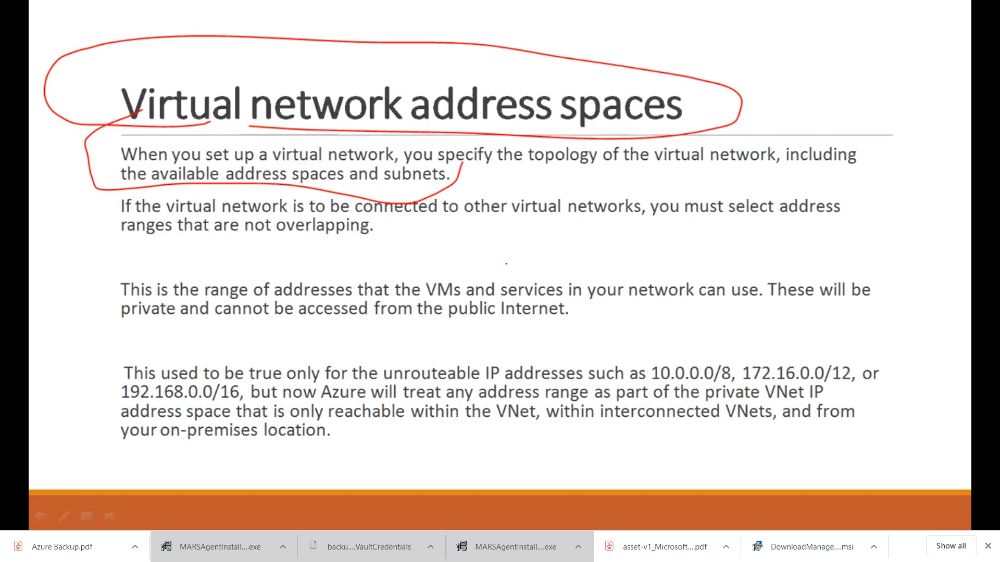 Virtual network address spaces
When you set up a virtual network, you specify the topology of the virtual network, including
the available address spaces and subnets.
If the virtual network is to be connected to other virtual networks, you must select address
ranges that are not overlapping.
This is the range of addresses that the VMs and services in your network can use. These will be
private and cannot be accessed from the public Internet.
This used to be true only for the unrouteable IP addresses such as 10.0.0.0/8, 172.16.0.0/12, or
192.168.0.0/16, but now Azure will treat any address range as part of the private VNet IP
address space that is only reachable within the VNet, within interconnected VNets, and from
your on-premises location.
Azure Backup.pdf
MARSAgentInstall....exe
backu....VaultCredentials
MARSAgentInstall....exe
asset-v1_Microsoft....pdf
DownloadManage....msi
Show all